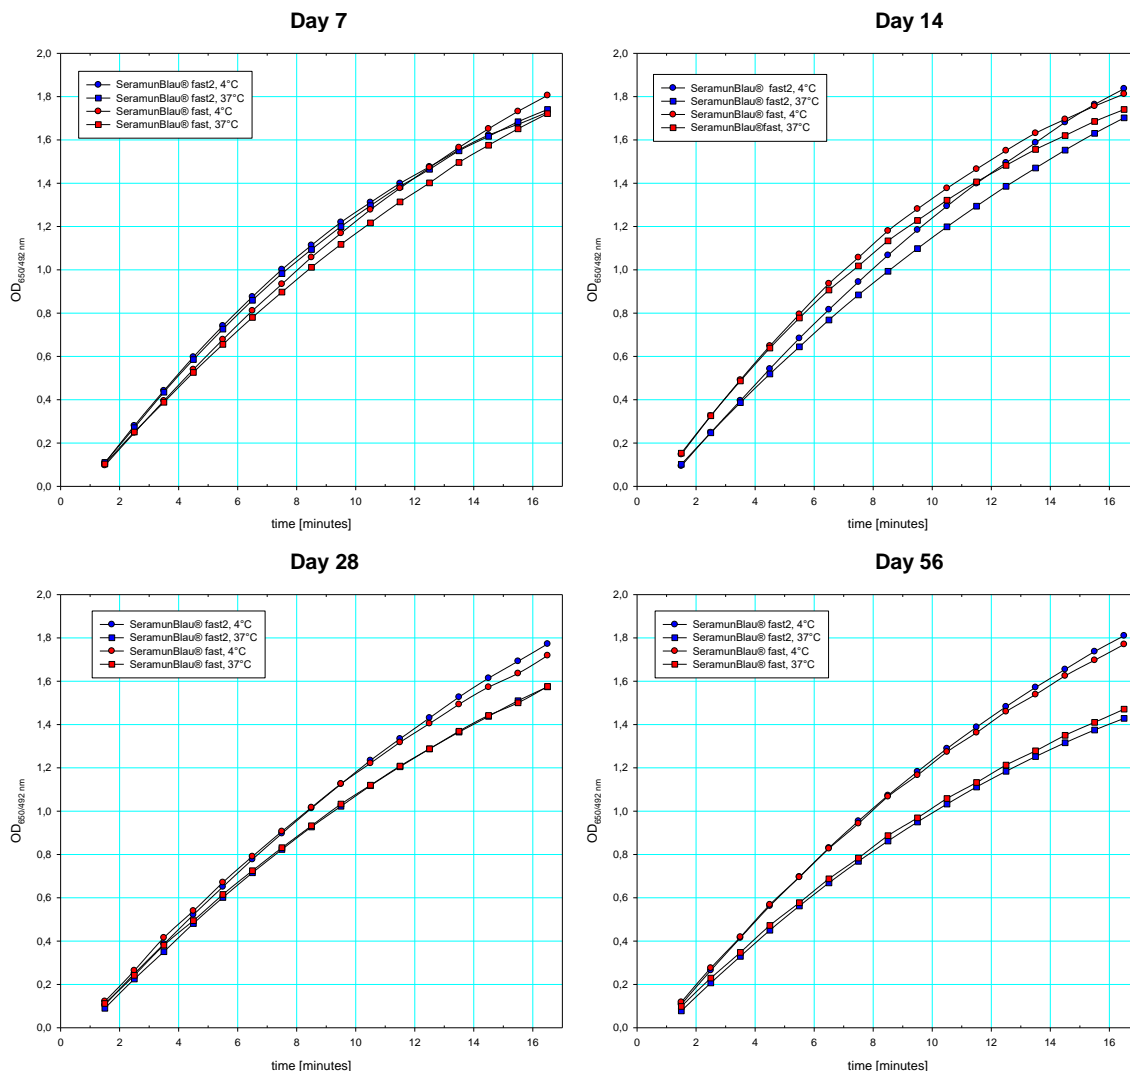 Day 7
2,0
1,8
1,6
1,4
1,2
1,0
0,8
0,6
0,4
0,2
0,0
OD650/492 nm
SeramunBlau® fast2, 4°C
SeramunBlau® fast2, 37°C
SeramunBlau® fast, 4°C
SeramunBlau® fast, 37°C
0 2 4 6 8 10 12 14 16
time [minutes]
Day 14
2,0
1,8
1,6
1,4
1,2
1,0
0,8
0,6
0,4
0,2
0,0
OD650/492 nm
SeramunBlau® fast2, 4°C
SeramunBlau® fast2, 37°C
SeramunBlau® fast, 4°C
SeramunBlau®fast, 37°C
0 2 4 6 8 10 12 14 16
time [minutes]
Day 28
2,0
1,8
1,6
1,4
1,2
1,0
0,8
0,6
0,4
0,2
0,0
OD650/492 nm
SeramunBlau® fast2, 4°C
SeramunBlau® fast2, 37°C
SeramunBlau® fast, 4°C
SeramunBlau® fast, 37°C
0 2 4 6 8 10 12 14 16
time [minutes]
Day 56
2,0
1,8
1,6
1,4
1,2
1,0
0,8
0,6
0,4
0,2
0,0
OD650/492 nm
SeramunBlau® fast2, 4°C
SeramunBlau® fast2, 37°C
SeramunBlau® fast, 4°C
SeramunBlau® fast, 37°C
0 2 4 6 8 10 12 14 16
time [minutes]